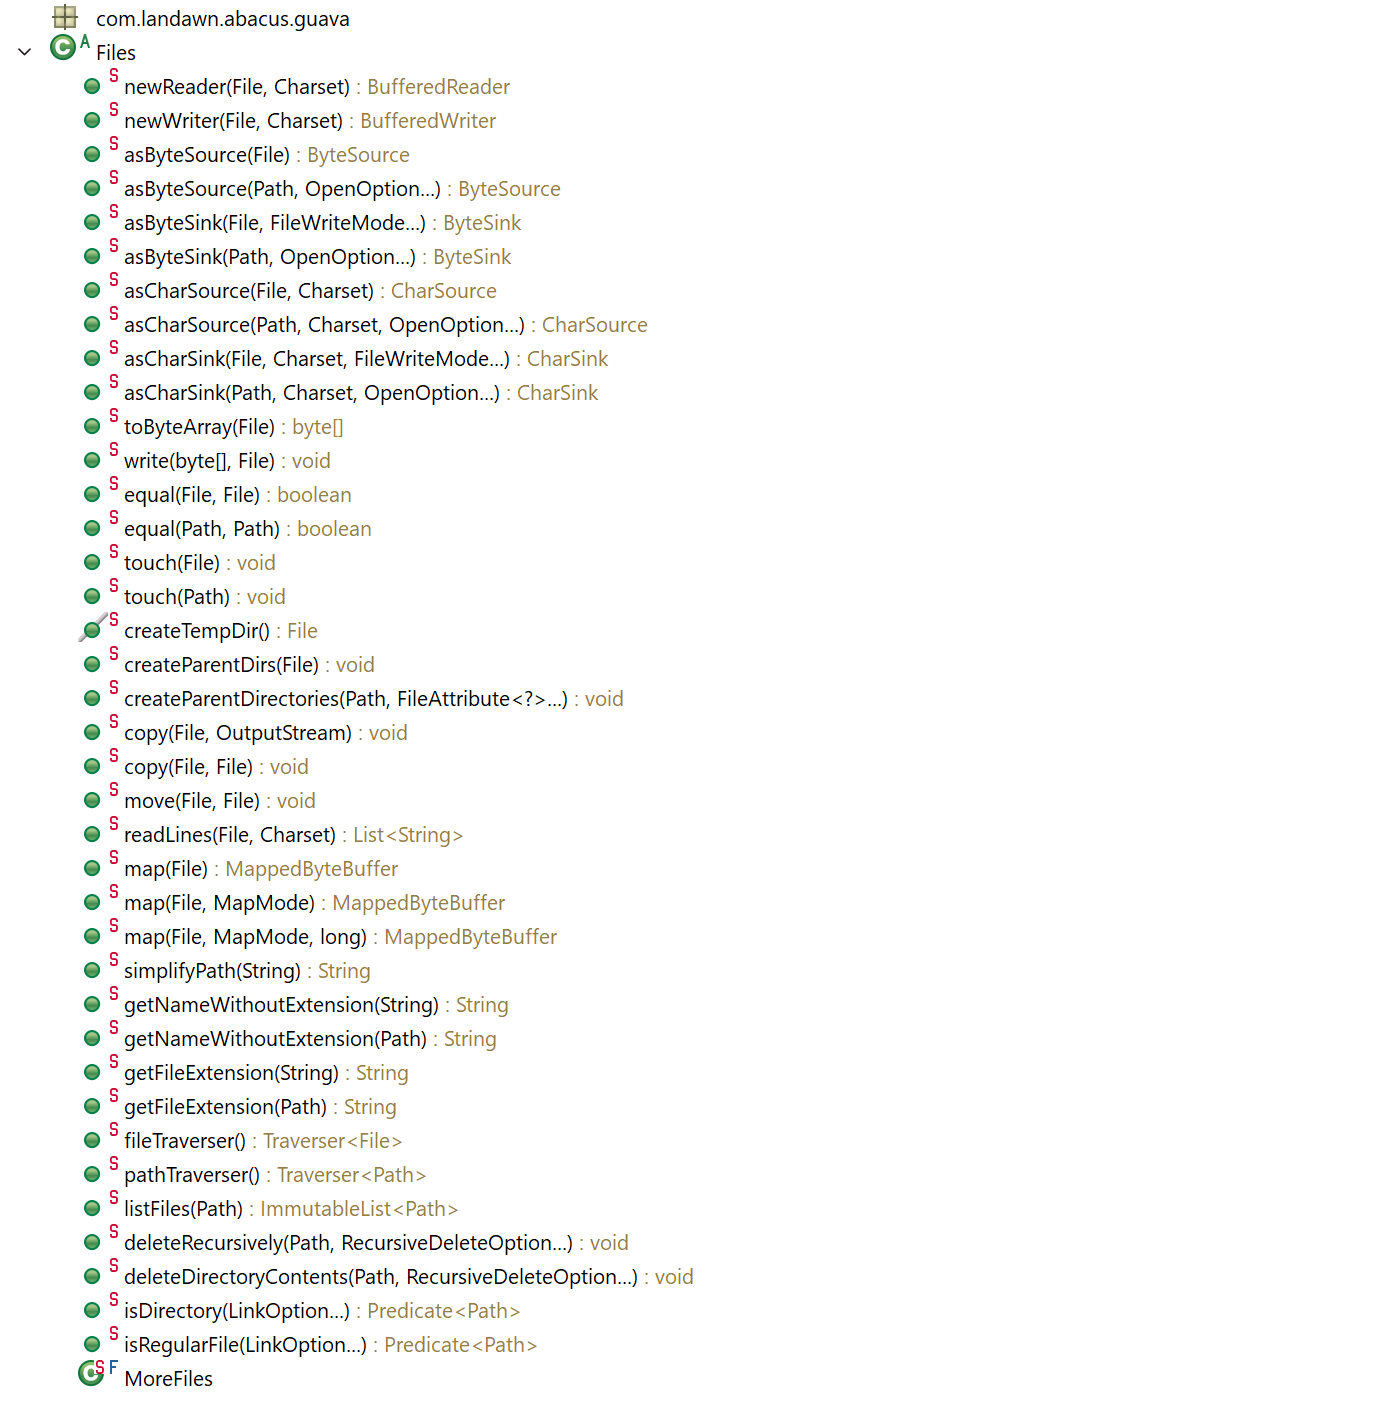 com.landawn.abacus.guava
A Files
S newReader(File, Charset) : BufferedReader
S newWriter(File, Charset) : BufferedWriter
S asByteSource(File) : ByteSource
S asByteSource(Path, OpenOption...) : ByteSource
S asByteSink(File, FileWriteMode...) : ByteSink
S asByteSink(Path, OpenOption...) : ByteSink
S asCharSource(File, Charset) : CharSource
S asCharSource(Path, Charset, OpenOption...) : CharSource
S asCharSink(File, Charset, FileWriteMode...) : CharSink
S asCharSink(Path, Charset, OpenOption...) : CharSink
S toByteArray(File) : byte[]
S write(byte[], File) : void
S equal(File, File) : boolean
S equal(Path, Path) : boolean
S touch(File) : void
S touch(Path) : void
S createTempDir() : File
S createParentDirs(File) : void
S createParentDirectories(Path, FileAttribute<?>...) : void
S copy(File, OutputStream) : void
S copy(File, File) : void
S move(File, File) : void
S readLines(File, Charset) : List<String>
S map(File) : MappedByteBuffer
S map(File, MapMode) : MappedByteBuffer
S map(File, MapMode, long) : MappedByteBuffer
S simplifyPath(String) : String
S getNameWithoutExtension(String) : String
S getNameWithoutExtension(Path) : String
S getFileExtension(String) : String
S getFileExtension(Path) : String
S fileTraverser() : Traverser<File>
S pathTraverser() : Traverser<Path>
S listFiles(Path) : ImmutableList<Path>
S deleteRecursively(Path, RecursiveDeleteOption...) : void
S deleteDirectoryContents(Path, RecursiveDeleteOption...) : void
S isDirectory(LinkOption...) : Predicate<Path>
S isRegularFile(LinkOption...) : Predicate<Path>
C S F MoreFiles